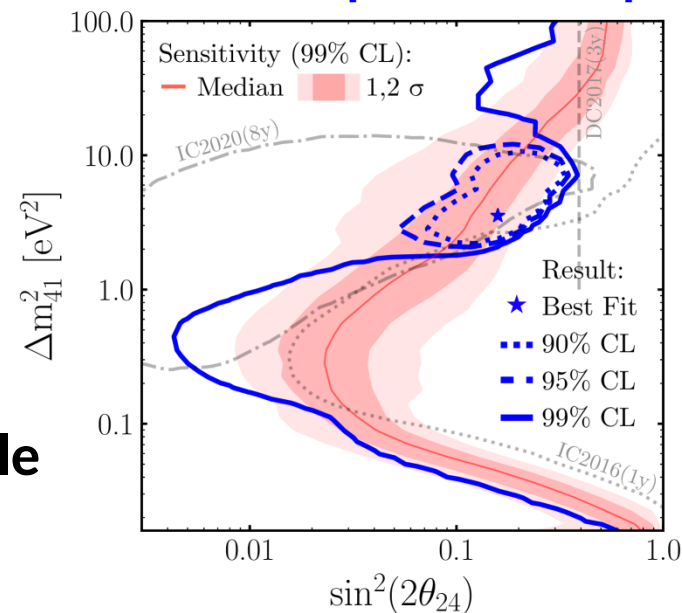 100.0
10.0
1.0
0.1
Δm²₄₁ [eV²]
Sensitivity (99% CL):
Median 1,2 σ
IC2020(8y)
DC2017(3y)
Result:
Best Fit
90% CL
95% CL
99% CL
IC2016(1y)
0.01 0.1 1.0
sin²(2θ₂₄)